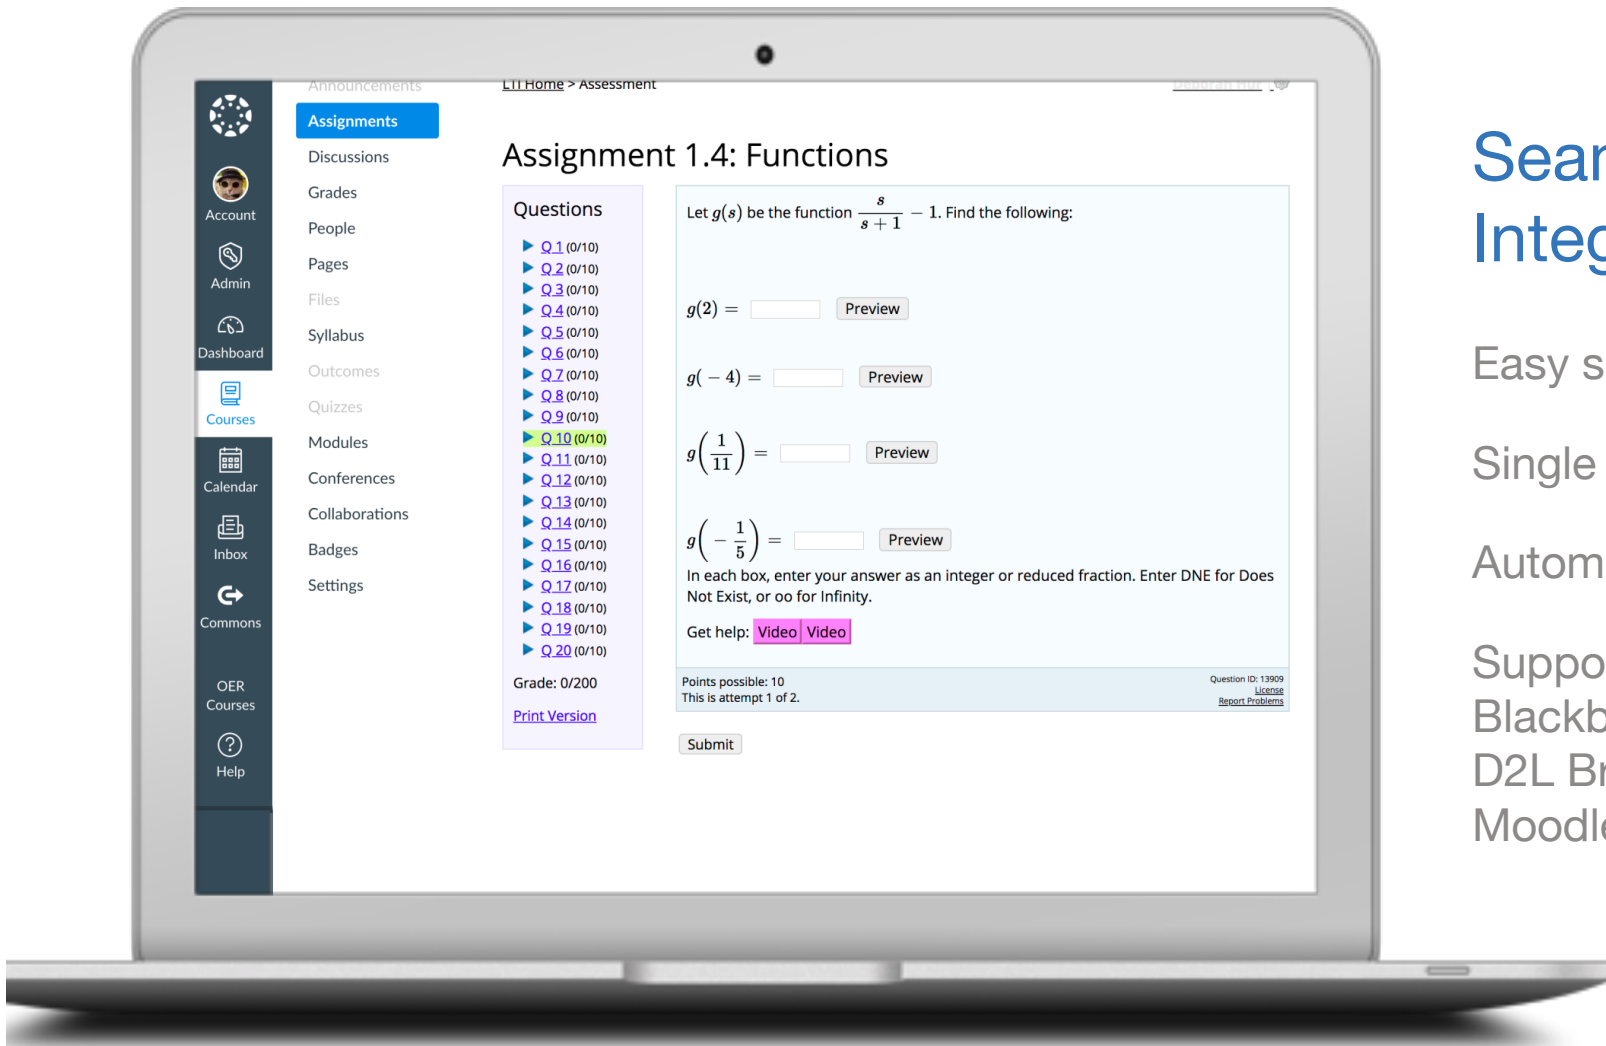 Announcements
LTI Home > Assessment
Deborah Hur
Assignments
Discussions
Grades
People
Pages
Files
Syllabus
Outcomes
Quizzes
Modules
Conferences
Collaborations
Badges
Settings
Account
Admin
Dashboard
Courses
Calendar
Inbox
Commons
OER
Courses
Help
Assignment 1.4: Functions
Questions
Q 1 (0/10)
Q 2 (0/10)
Q 3 (0/10)
Q 4 (0/10)
Q 5 (0/10)
Q 6 (0/10)
Q 7 (0/10)
Q 8 (0/10)
Q 9 (0/10)
Q 10 (0/10)
Q 11 (0/10)
Q 12 (0/10)
Q 13 (0/10)
Q 14 (0/10)
Q 15 (0/10)
Q 16 (0/10)
Q 17 (0/10)
Q 18 (0/10)
Q 19 (0/10)
Q 20 (0/10)
Grade: 0/200
Print Version
Let g(s) be the function s/(s + 1) − 1. Find the following:
g(2) = Preview
g( − 4) = Preview
g(1/11) = Preview
g( − 1/5) = Preview
In each box, enter your answer as an integer or reduced fraction. Enter DNE for Does
Not Exist, or oo for Infinity.
Get help: Video Video
Points possible: 10
This is attempt 1 of 2.
Question ID: 13909
License
Report Problems
Submit
Easy s
Single
Autom
Suppo
Blackb
D2L Br
Moodle